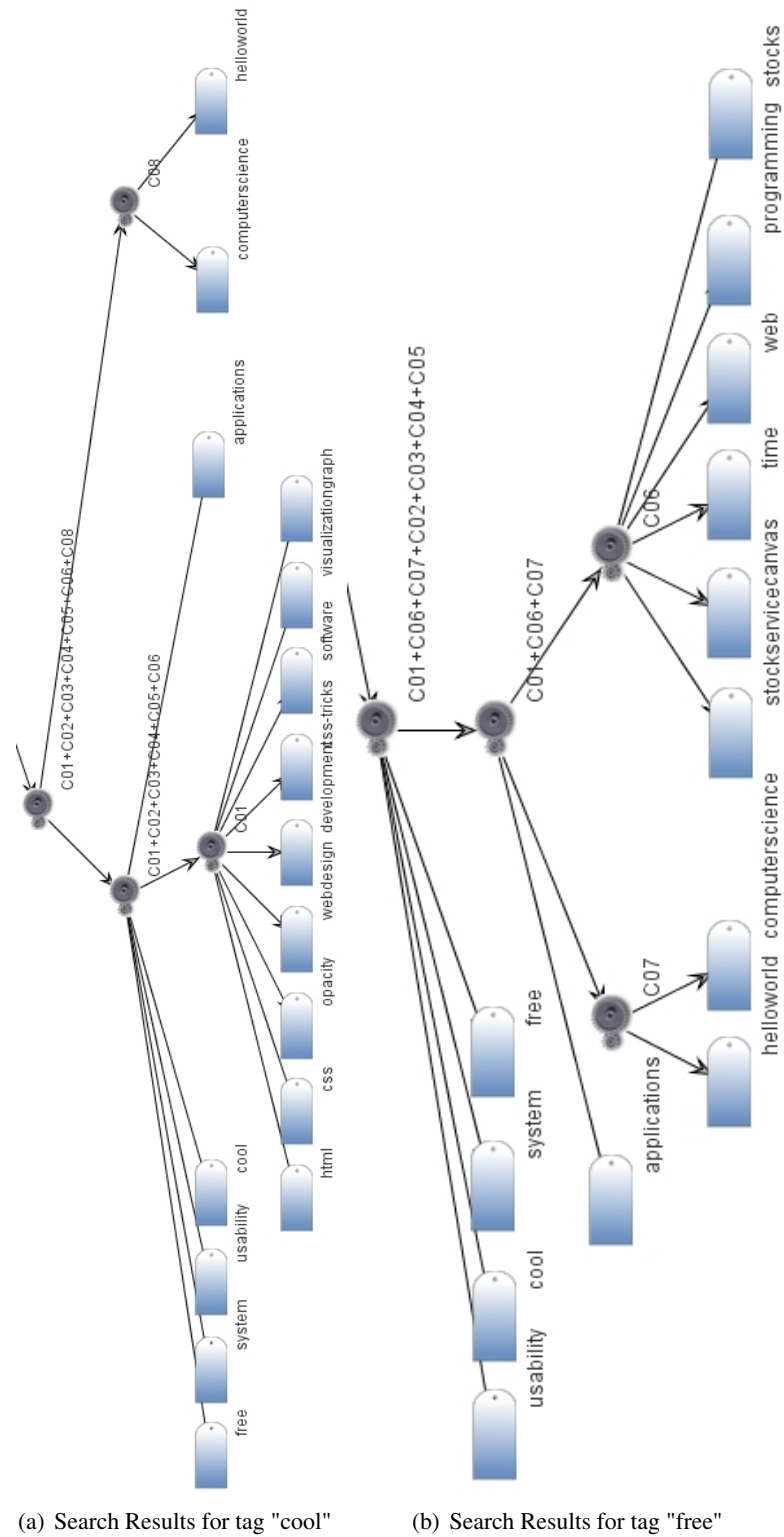 helloworld
C08
computerscience
applications
C01+C02+C03+C04+C05+C06+C08
C01+C02+C03+C04+C05+C06
visualizationgraph
software
css-tricks
development
C01
webdesign
opacity
css
html
cool
usability
system
free
stocks
programming
web
time
C06
stockservicecanvas
C01+C06+C07+C02+C03+C04+C05
C01+C06+C07
computerscience
C07
helloworld
applications
free
system
cool
usability
(a) Search Results for tag "cool"
(b) Search Results for tag "free"